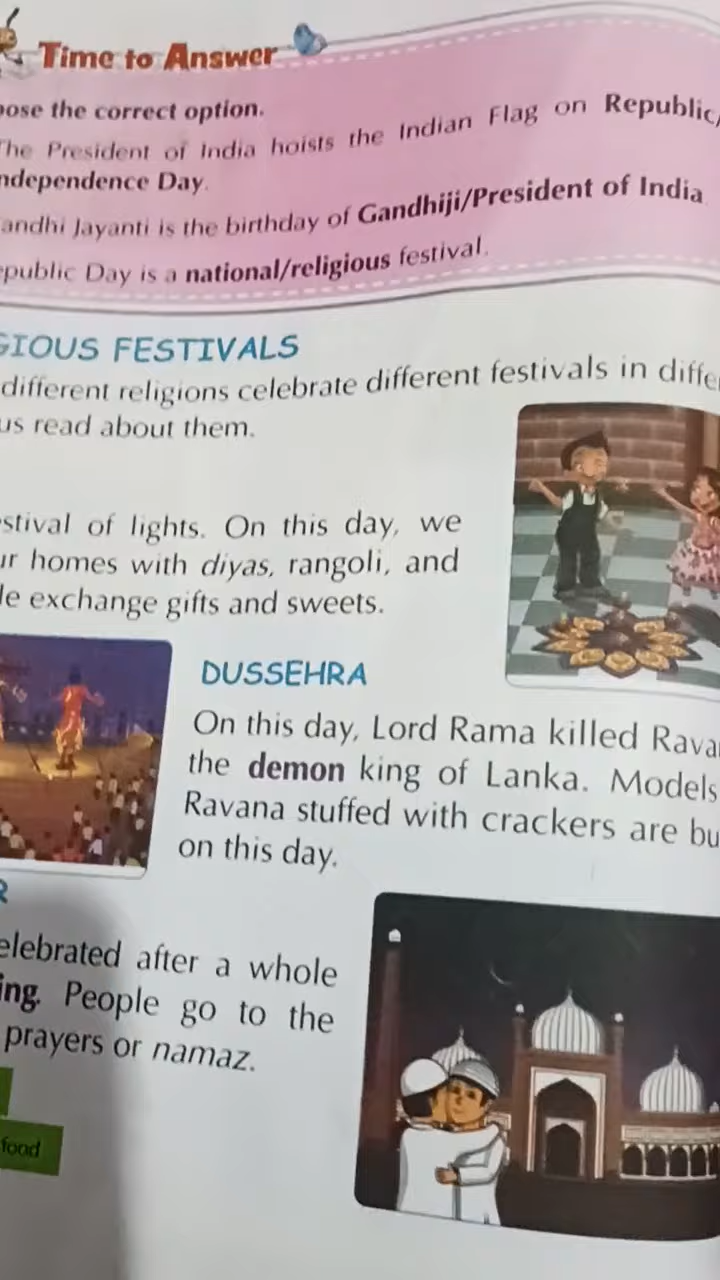 Time to Answer
oose the correct option.
The President of India hoists the Indian Flag on Republic/
ndependence Day.
andhi Jayanti is the birthday of Gandhiji/President of India
epublic Day is a national/religious festival.
GIOUS FESTIVALS
different religions celebrate different festivals in diffe
us read about them.
estival of lights. On this day, we
ur homes with diyas, rangoli, and
le exchange gifts and sweets.
DUSSEHRA
On this day, Lord Rama killed Rava
the demon king of Lanka. Models
Ravana stuffed with crackers are bu
on this day.
R
elebrated after a whole
ing. People go to the
prayers or namaz.
food